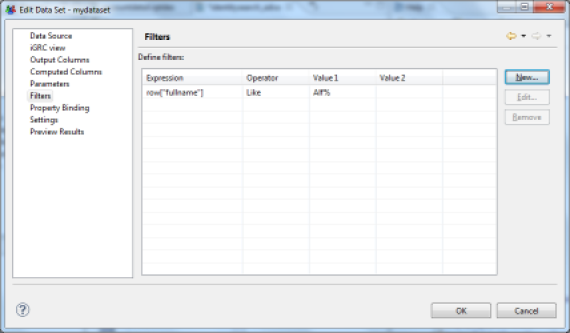 Edit Data Set - mydataset
Data Source
iGRC view
Output Columns
Computed Columns
Parameters
Filters
Property Binding
Settings
Preview Results
Filters
Define filters:
Expression Operator Value 1 Value 2
row["fullname"] Like Alf%
New...
Edit...
Remove
?
OK Cancel